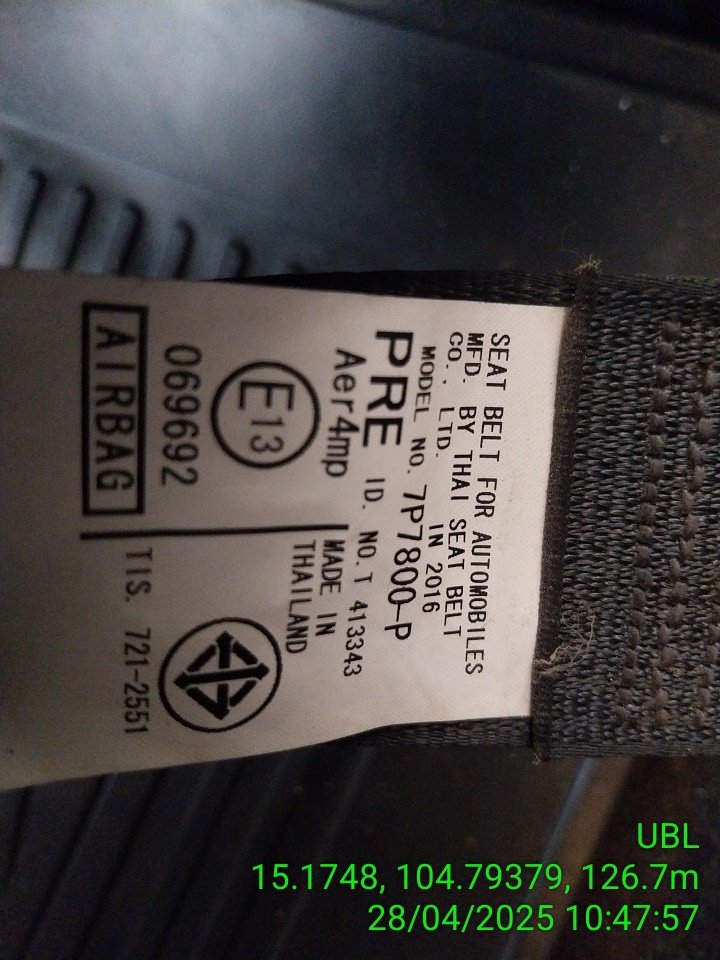 SEAT BELT FOR AUTOMOBILES
MFD. BY THAI SEAT BELT
CO., LTD. IN 2016
MODEL NO. 7P7800-P
PRE ID. NO. T 413343
Aer4mp
MADE IN
THAILAND
E13
069692
AIRBAG
TIS. 721-2551
UBL
15.1748, 104.79379, 126.7m
28/04/2025 10:47:57